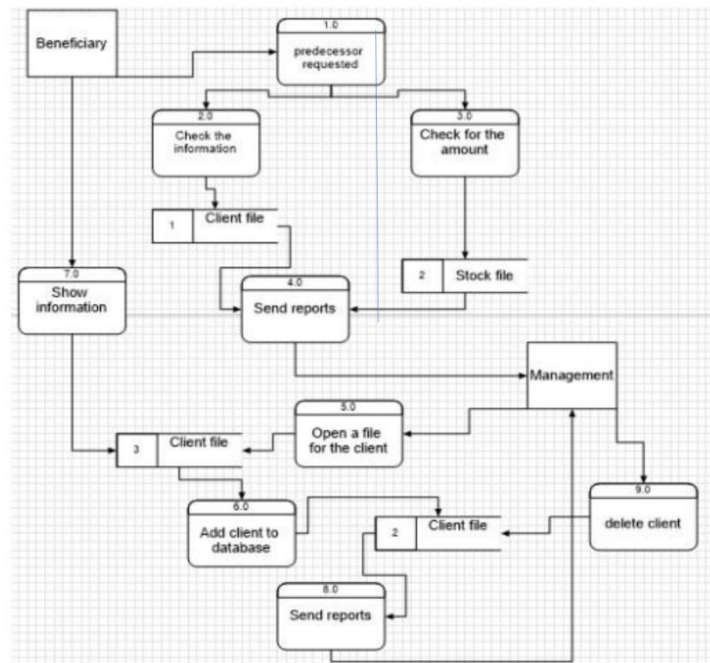 Beneficiary
1.0
predecessor
requested
2.0
Check the
information
3.0
Check for the
amount
1
Client file
2
Stock file
7.0
Show
information
4.0
Send reports
Management
5.0
Open a file
for the client
3
Client file
6.0
Add client to
database
2
Client file
9.0
delete client
8.0
Send reports